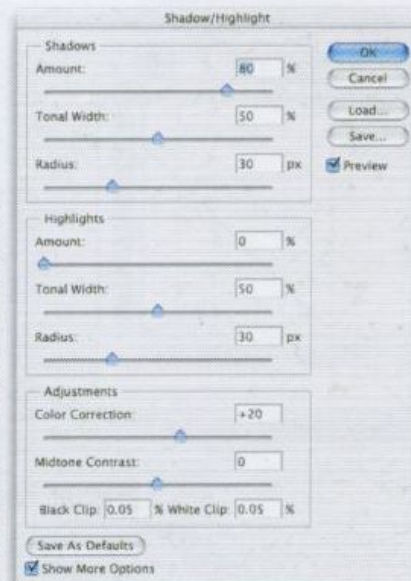 Shadow/Highlight
Shadows
Amount: 80 %
Tonal Width: 50 %
Radius: 30 px
Highlights
Amount: 0 %
Tonal Width: 50 %
Radius: 30 px
Adjustments
Color Correction: +20
Midtone Contrast: 0
Black Clip: 0.05 % White Clip: 0.05 %
Save As Defaults
Show More Options
OK
Cancel
Load...
Save...
Preview